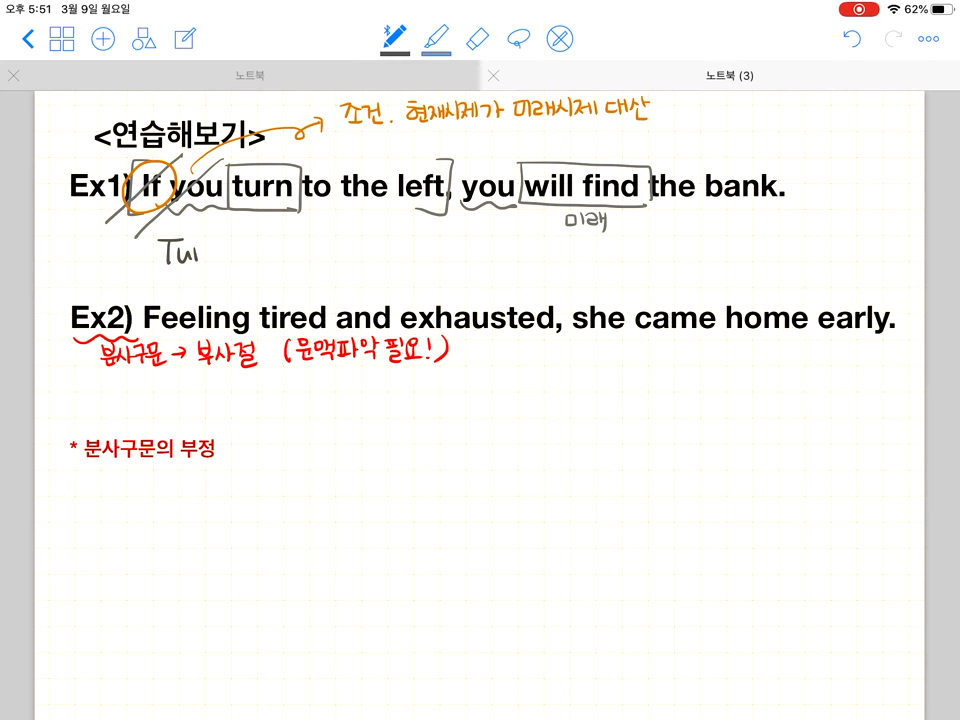 오후 5:51 3월 9일 월요일 62%
노트북 노트북 (3)
조건. 현재시제가 미래시제 대산
<연습해보기>
Ex1) If you turn to the left, you will find the bank.
미래
Tui
Ex2) Feeling tired and exhausted, she came home early.
분사구문 → 부사절 (문맥파악 필요!)
* 분사구문의 부정